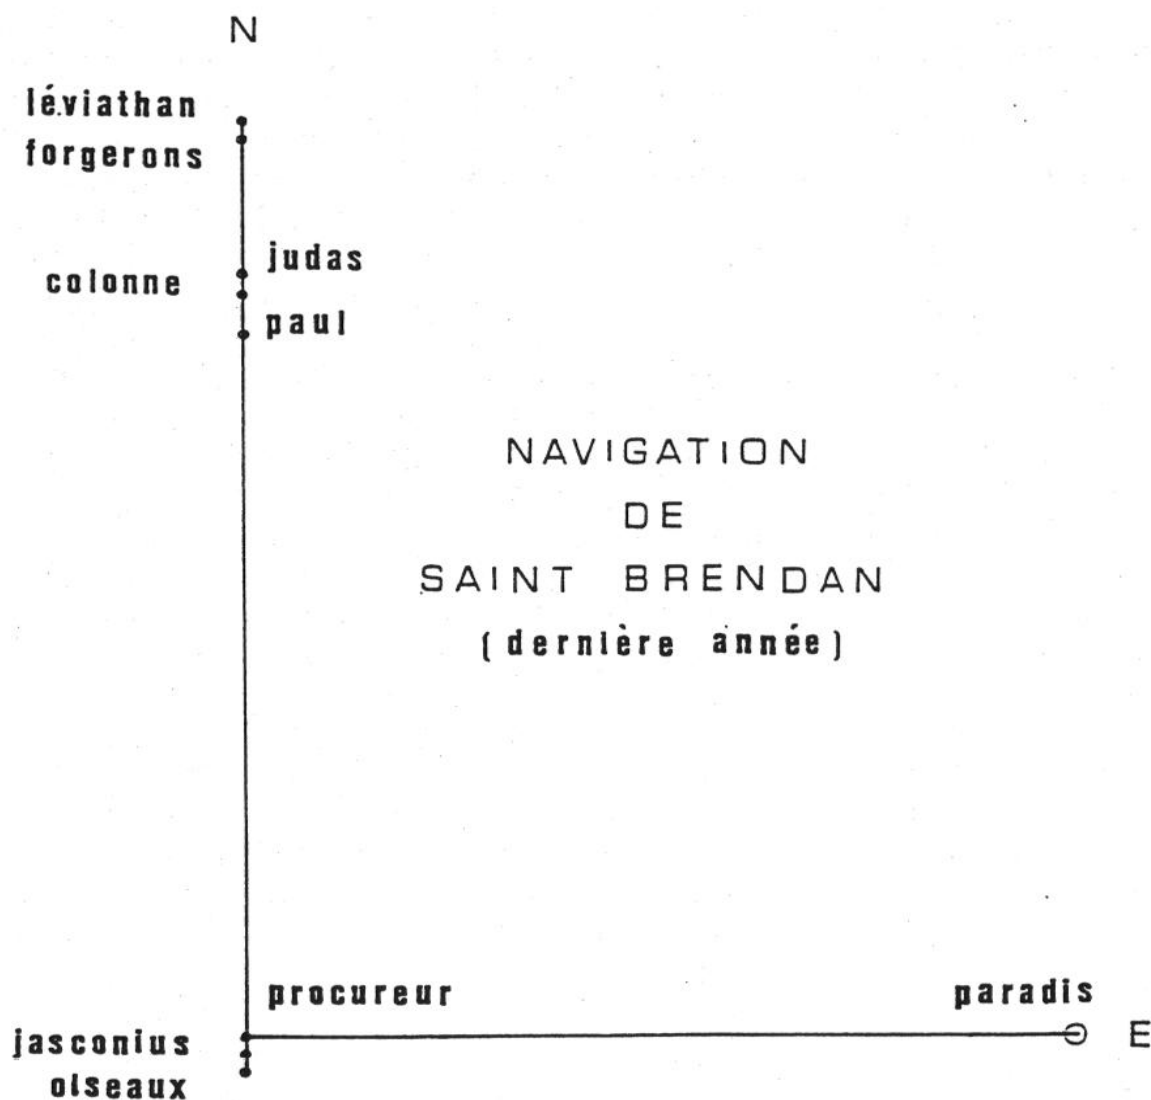 N
léviathan
forgerons
judas
colonne
paul
NAVIGATION
DE
SAINT BRENDAN
(dernière année)
procureur
paradis
jasconius
E
oiseaux